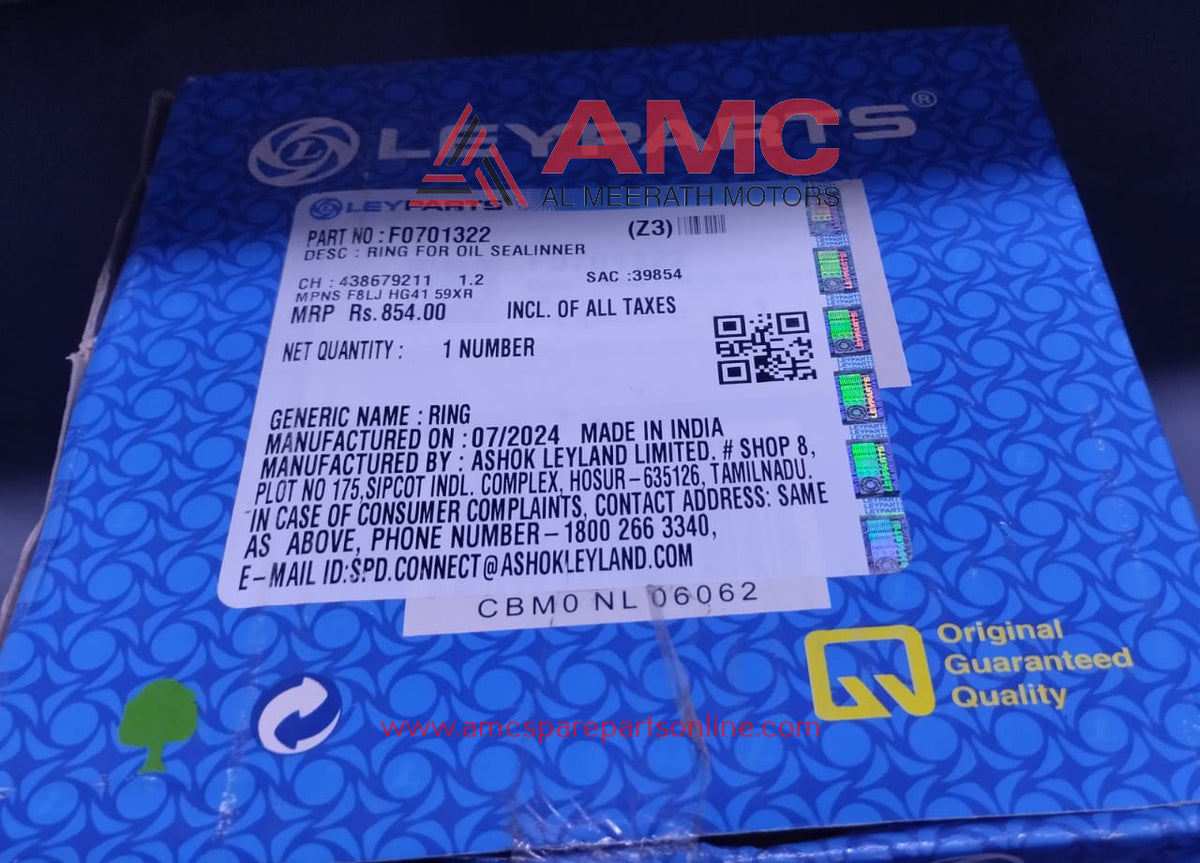 LEYPARTS®
AMC
AL MEERATH MOTORS
LEYPARTS
PART NO : F0701322 (Z3)
DESC : RING FOR OIL SEALINNER
CH : 438679211 1.2 SAC :39854
MPNS F8LJ HG41 59XR
MRP Rs.854.00 INCL. OF ALL TAXES
NET QUANTITY : 1 NUMBER
GENERIC NAME : RING
MANUFACTURED ON : 07/2024 MADE IN INDIA
MANUFACTURED BY : ASHOK LEYLAND LIMITED. # SHOP 8,
PLOT NO 175,SIPCOT INDL. COMPLEX, HOSUR-635126, TAMILNADU.
IN CASE OF CONSUMER COMPLAINTS, CONTACT ADDRESS: SAME
AS ABOVE, PHONE NUMBER-1800 266 3340,
E-MAIL ID:SPD.CONNECT@ASHOKLEYLAND.COM
CBM0 NL 06062
Original
Guaranteed
Quality
www.amcsparepartsonline.com